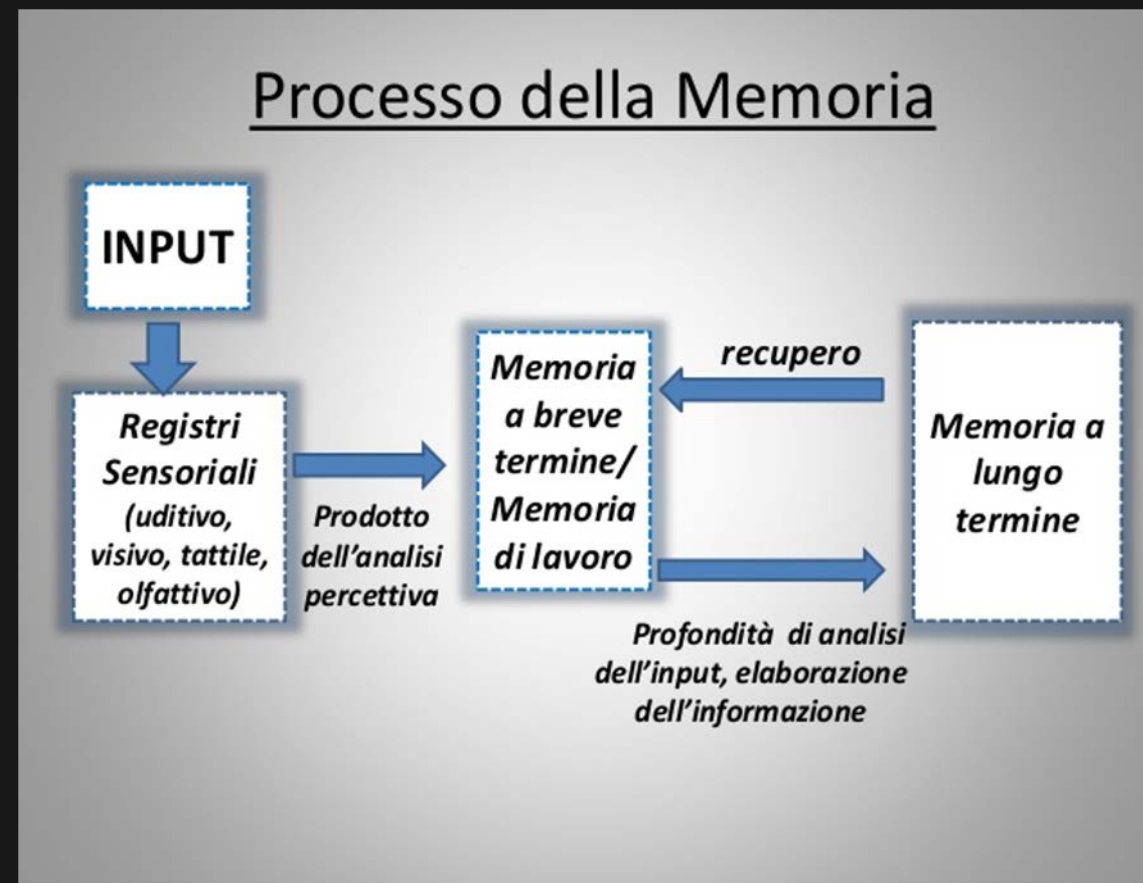 Processo della Memoria
INPUT
Registri
Sensoriali
(uditivo,
visivo, tattile,
olfattivo)
Prodotto
dell'analisi
percettiva
Memoria
a breve
termine/
Memoria
di lavoro
recupero
Profondità di analisi
dell'input, elaborazione
dell'informazione
Memoria a
lungo
termine